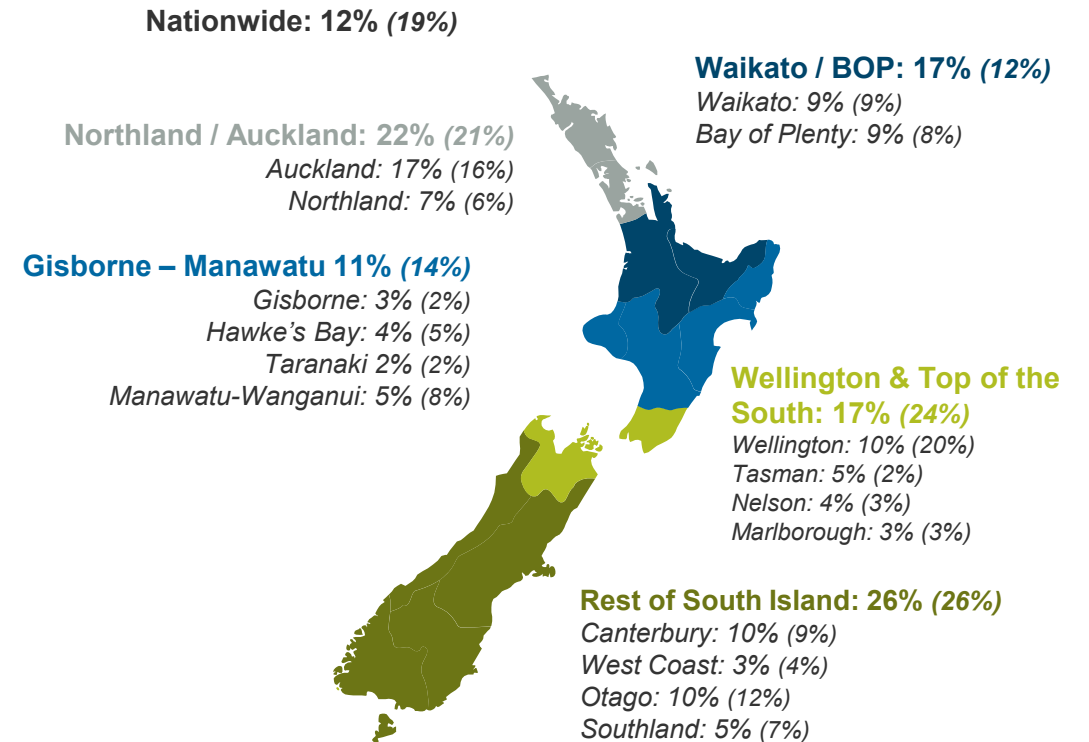 Nationwide: 12% (19%)
Waikato / BOP: 17% (12%)
Waikato: 9% (9%)
Bay of Plenty: 9% (8%)
Northland / Auckland: 22% (21%)
Auckland: 17% (16%)
Northland: 7% (6%)
Gisborne – Manawatu 11% (14%)
Gisborne: 3% (2%)
Hawke's Bay: 4% (5%)
Taranaki 2% (2%)
Manawatu-Wanganui: 5% (8%)
Wellington & Top of the
South: 17% (24%)
Wellington: 10% (20%)
Tasman: 5% (2%)
Nelson: 4% (3%)
Marlborough: 3% (3%)
Rest of South Island: 26% (26%)
Canterbury: 10% (9%)
West Coast: 3% (4%)
Otago: 10% (12%)
Southland: 5% (7%)